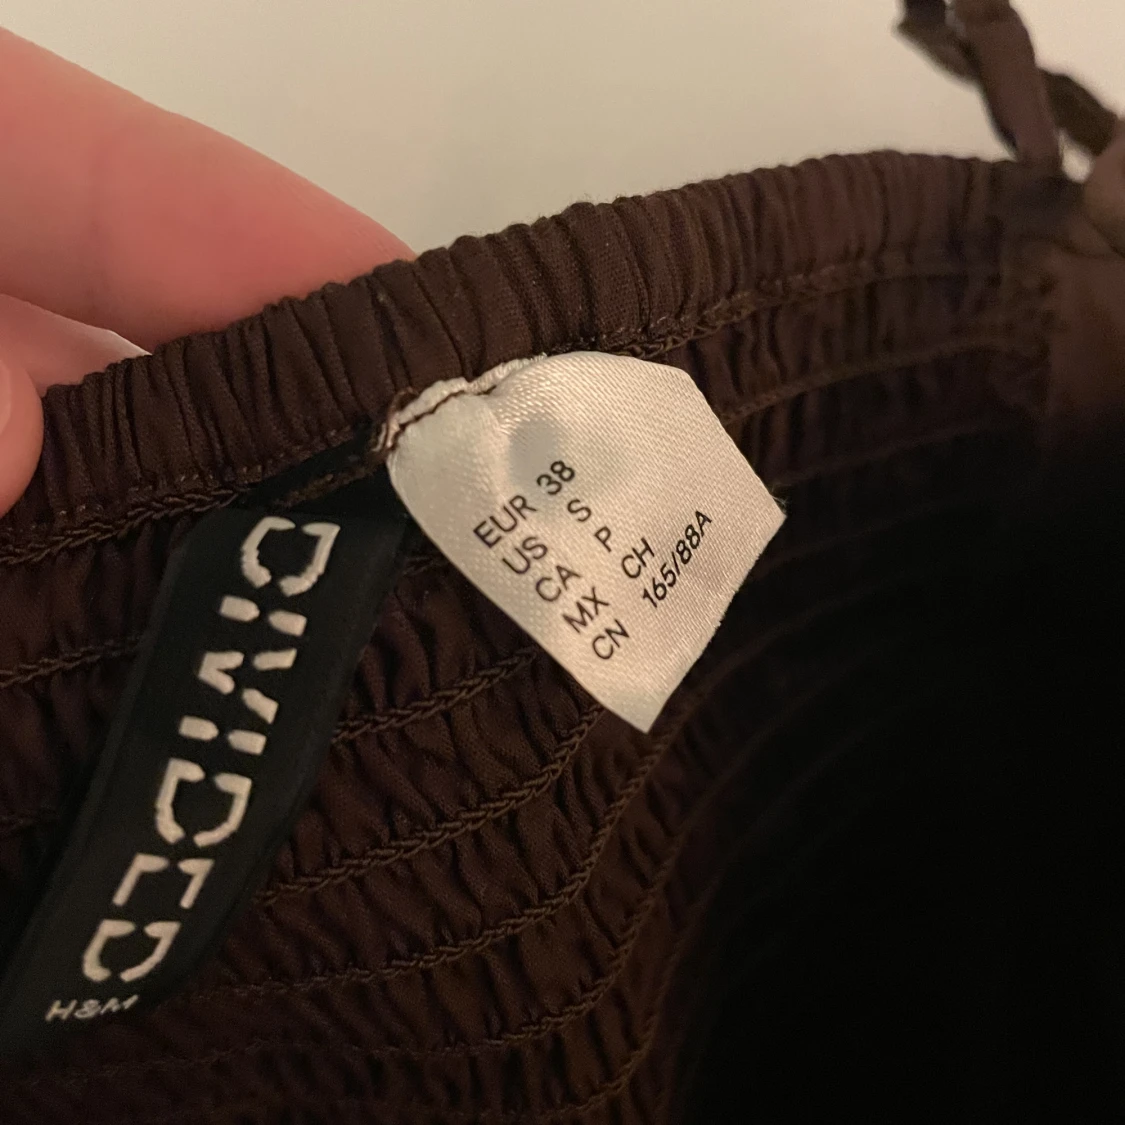 DIVIDED
H&M
EUR 38
US S
CA P
MX CH
CN 165/88A